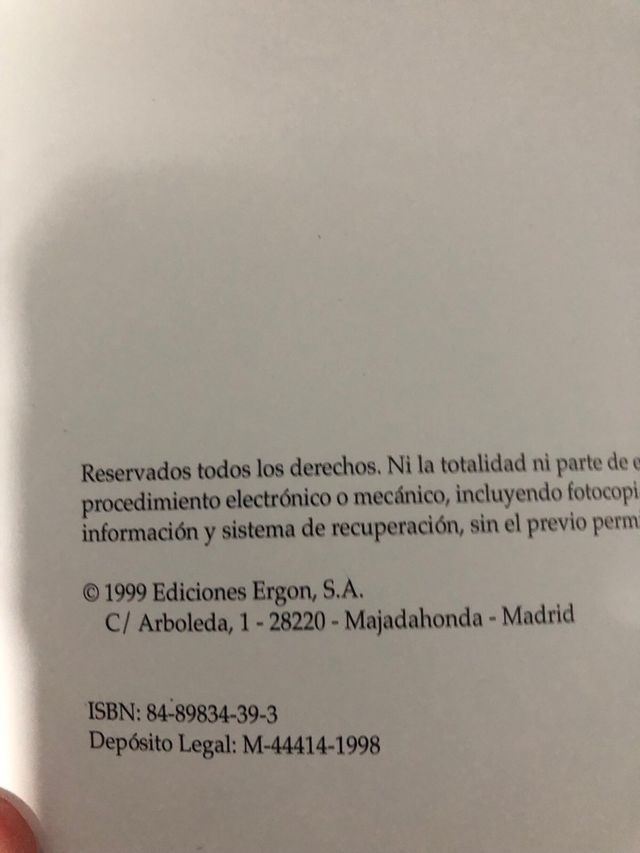 Reservados todos los derechos. Ni la totalidad ni parte de e
procedimiento electrónico o mecánico, incluyendo fotocopi
información y sistema de recuperación, sin el previo perm
© 1999 Ediciones Ergon, S.A.
C/ Arboleda, 1 - 28220 - Majadahonda - Madrid
ISBN: 84-89834-39-3
Depósito Legal: M-44414-1998